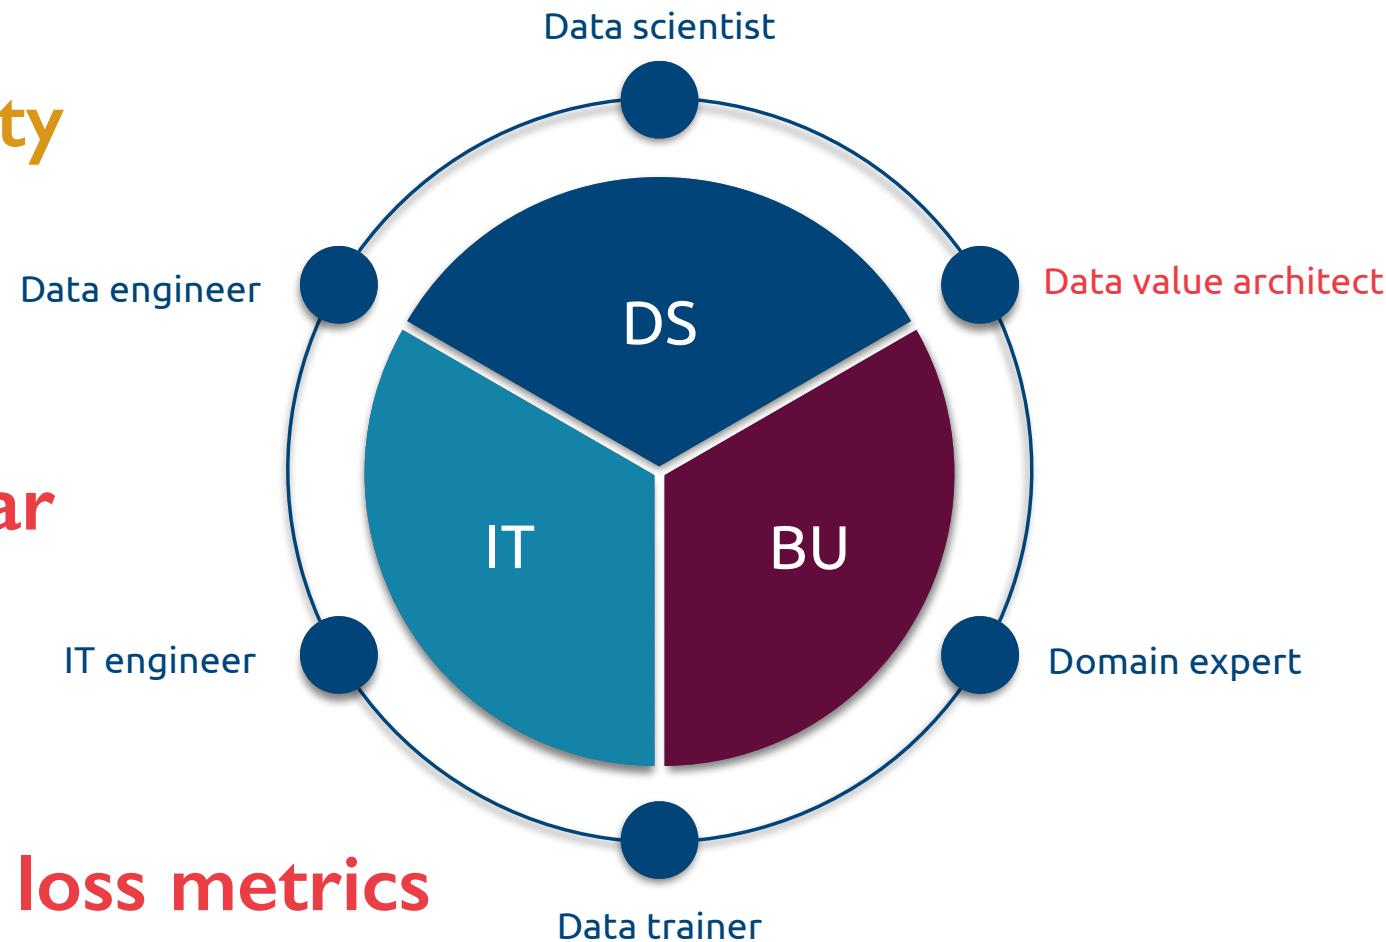 Data scientist
ty
Data engineer
Data value architect
DS
ar
IT
BU
IT engineer
Domain expert
loss metrics
Data trainer